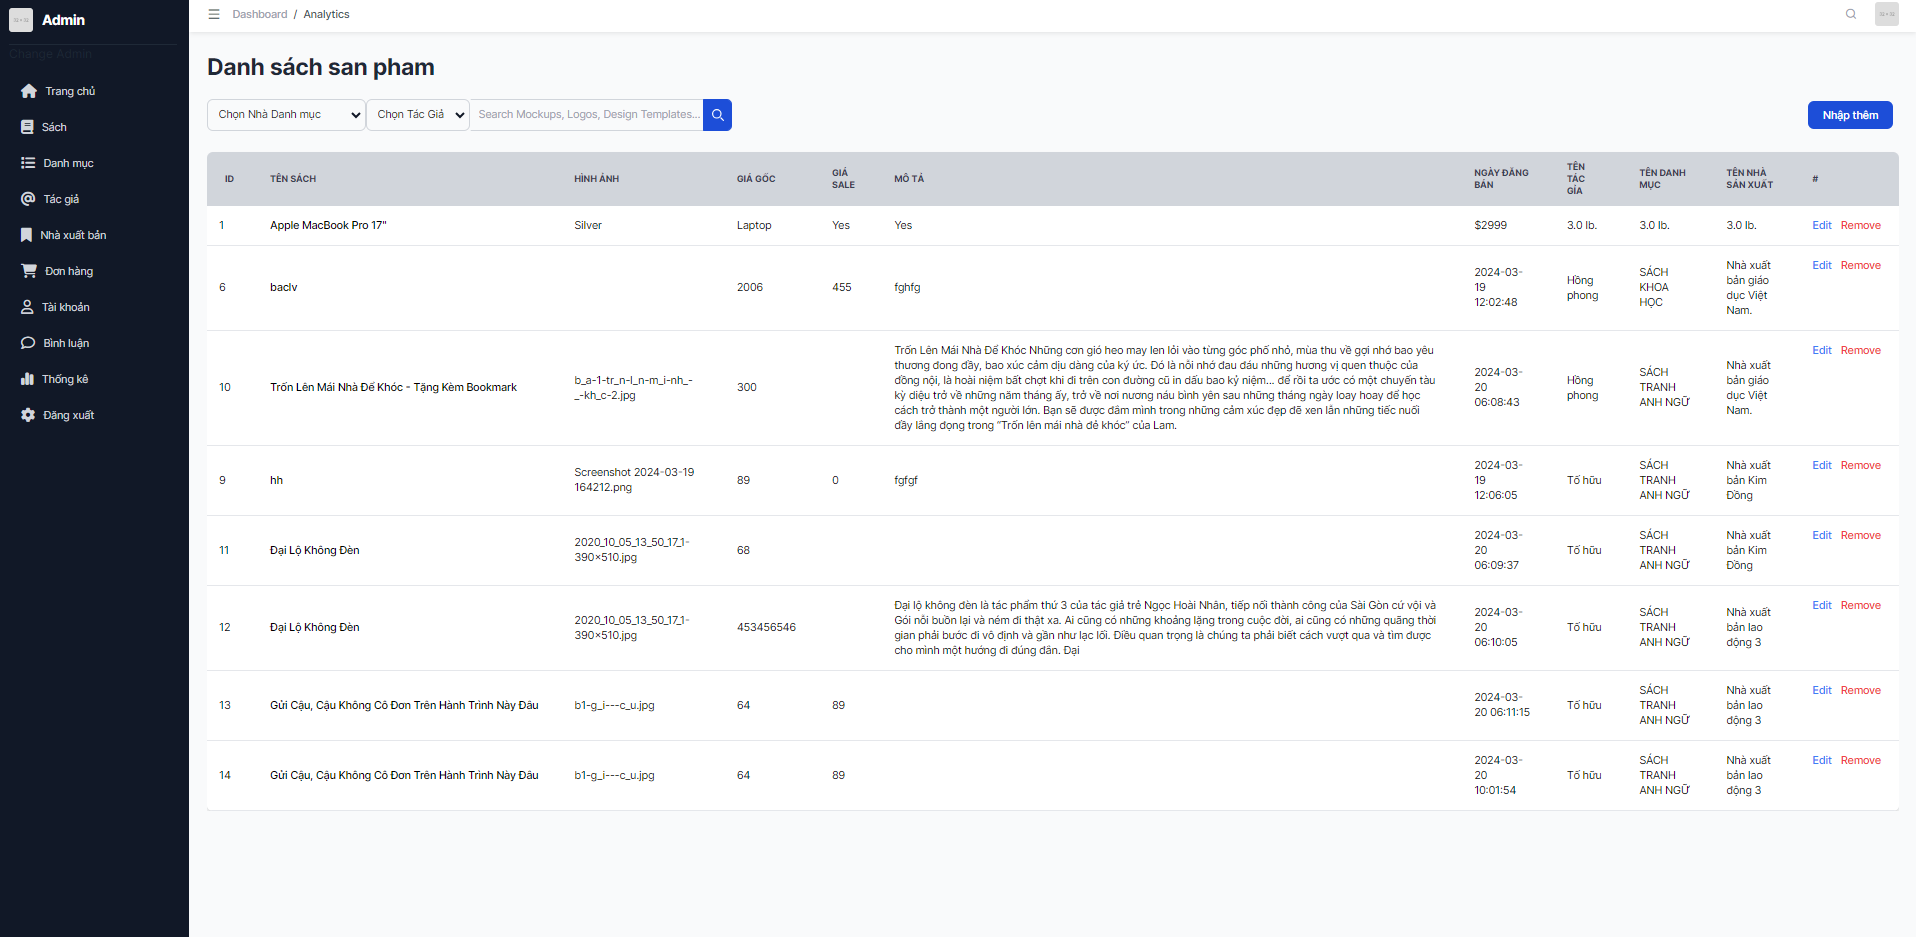 Admin
Dashboard / Analytics
Change Admin
Trang chủ
Sách
Danh mục
Tác giả
Nhà xuất bản
Đơn hàng
Tài khoản
Bình luận
Thống kê
Đăng xuất
Danh sách san pham
Chọn Nhà Danh mục
Chọn Tác Giả
Search Mockups, Logos, Design Templates...
Nhập thêm
ID
TÊN SÁCH
HÌNH ẢNH
GIÁ GỐC
GIÁ
SALE
MÔ TẢ
NGÀY ĐĂNG
BÁN
TÊN
TÁC
GỈA
TÊN DANH
MỤC
TÊN NHÀ
SẢN XUẤT
#
1
Apple MacBook Pro 17"
Silver
Laptop
Yes
Yes
$2999
3.0 lb.
3.0 lb.
3.0 lb.
Edit Remove
6
baclv
2006
455
fghfg
2024-03-
19
12:02:48
Hồng
phong
SÁCH
KHOA
HỌC
Nhà xuất
bản giáo
dục Việt
Nam.
Edit Remove
10
Trốn Lên Mái Nhà Để Khóc - Tặng Kèm Bookmark
b_a-1-tr_n-l_n-m_i-nh_-
_-kh_c-2.jpg
300
Trốn Lên Mái Nhà Để Khóc Những cơn gió heo may len lỏi vào từng góc phố nhỏ, mùa thu về gợi nhớ bao yêu
thương đong đầy, bao xúc cảm dịu dàng của ký ức. Đó là nỗi nhớ đau đáu những hương vị quen thuộc của
đồng nội, là hoài niệm bất chợt khi đi trên con đường cũ in dấu bao kỷ niệm... để rồi ta ước có một chuyến tàu
kỳ diệu trở về những năm tháng ấy, trở về nơi nương náu bình yên sau những tháng ngày loay hoay để học
cách trở thành một người lớn. Bạn sẽ được đắm mình trong những cảm xúc đẹp đẽ xen lẫn những tiếc nuối
đầy lắng đọng trong “Trốn lên mái nhà để khóc” của Lam.
2024-03-
20
06:08:43
Hồng
phong
SÁCH
TRANH
ANH NGỮ
Nhà xuất
bản giáo
dục Việt
Nam.
Edit Remove
9
hh
Screenshot 2024-03-19
164212.png
89
0
fgfgf
2024-03-
19
12:06:05
Tố hữu
SÁCH
TRANH
ANH NGỮ
Nhà xuất
bản Kim
Đồng
Edit Remove
11
Đại Lộ Không Đèn
2020_10_05_13_50_17_1-
390x510.jpg
68
2024-03-
20
06:09:37
Tố hữu
SÁCH
TRANH
ANH NGỮ
Nhà xuất
bản Kim
Đồng
Edit Remove
12
Đại Lộ Không Đèn
2020_10_05_13_50_17_1-
390x510.jpg
453456546
Đại lộ không đèn là tác phẩm thứ 3 của tác giả trẻ Ngọc Hoài Nhân, tiếp nối thành công của Sài Gòn cứ vội và
Gói nỗi buồn lại và ném đi thật xa. Ai cũng có những khoảng lặng trong cuộc đời, ai cũng có những quãng thời
gian phải bước đi vô định và gần như lạc lối. Điều quan trọng là chúng ta phải biết cách vượt qua và tìm được
cho mình một hướng đi đúng đắn. Đại
2024-03-
20
06:10:05
Tố hữu
SÁCH
TRANH
ANH NGỮ
Nhà xuất
bản lao
động 3
Edit Remove
13
Gửi Cậu, Cậu Không Cô Đơn Trên Hành Trình Này Đâu
b1-g_i---c_u.jpg
64
89
2024-03-
20 06:11:15
Tố hữu
SÁCH
TRANH
ANH NGỮ
Nhà xuất
bản lao
động 3
Edit Remove
14
Gửi Cậu, Cậu Không Cô Đơn Trên Hành Trình Này Đâu
b1-g_i---c_u.jpg
64
89
2024-03-
20
10:01:54
Tố hữu
SÁCH
TRANH
ANH NGỮ
Nhà xuất
bản lao
động 3
Edit Remove